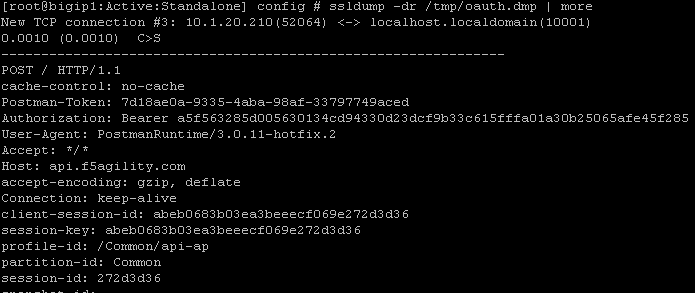 [root@bigip1:Active:Standalone] config # ssldump -dr /tmp/oauth.dmp | more
New TCP connection #3: 10.1.20.210(52064) <-> localhost.localdomain(10001)
0.0010 (0.0010)  C>S
---------------------------------------------------------------
POST / HTTP/1.1
cache-control: no-cache
Postman-Token: 7d18ae0a-9335-4aba-98af-33797749aced
Authorization: Bearer a5f563285d005630134cd94330d23dcf9b33c615fffa01a30b25065afe45f285
User-Agent: PostmanRuntime/3.0.11-hotfix.2
Accept: */*
Host: api.f5agility.com
accept-encoding: gzip, deflate
Connection: keep-alive
client-session-id: abeb0683b03ea3beeecf069e272d3d36
session-key: abeb0683b03ea3beeecf069e272d3d36
profile-id: /Common/api-ap
partition-id: Common
session-id: 272d3d36